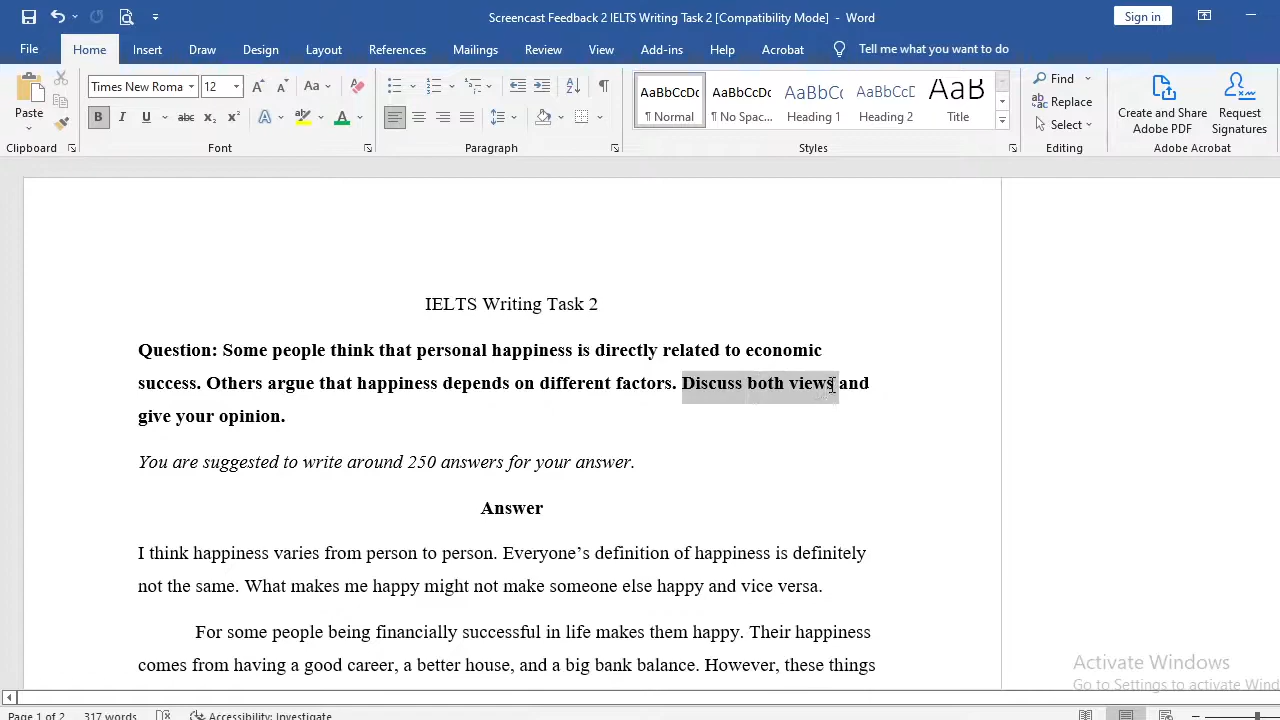 Screencast Feedback 2 IELTS Writing Task 2 [Compatibility Mode] - Word
Sign in
File Home Insert Draw Design Layout References Mailings Review View Add-ins Help Acrobat Tell me what you want to do
Paste
Clipboard
Times New Roma 12
Font
Paragraph
AaBbCcDc AaBbCcDc AaBbCc AaBbCcD AaB
¶ Normal ¶ No Spac... Heading 1 Heading 2 Title
Styles
Find
Replace
Select
Editing
Create and Share Adobe PDF
Request Signatures
Adobe Acrobat
IELTS Writing Task 2
Question: Some people think that personal happiness is directly related to economic
success. Others argue that happiness depends on different factors. Discuss both views and
give your opinion.
You are suggested to write around 250 answers for your answer.
Answer
I think happiness varies from person to person. Everyone’s definition of happiness is definitely
not the same. What makes me happy might not make someone else happy and vice versa.
For some people being financially successful in life makes them happy. Their happiness
comes from having a good career, a better house, and a big bank balance. However, these things
Activate Windows
Go to Settings to activate Wind
Page 1 of 2 317 words Accessibility: Investigate